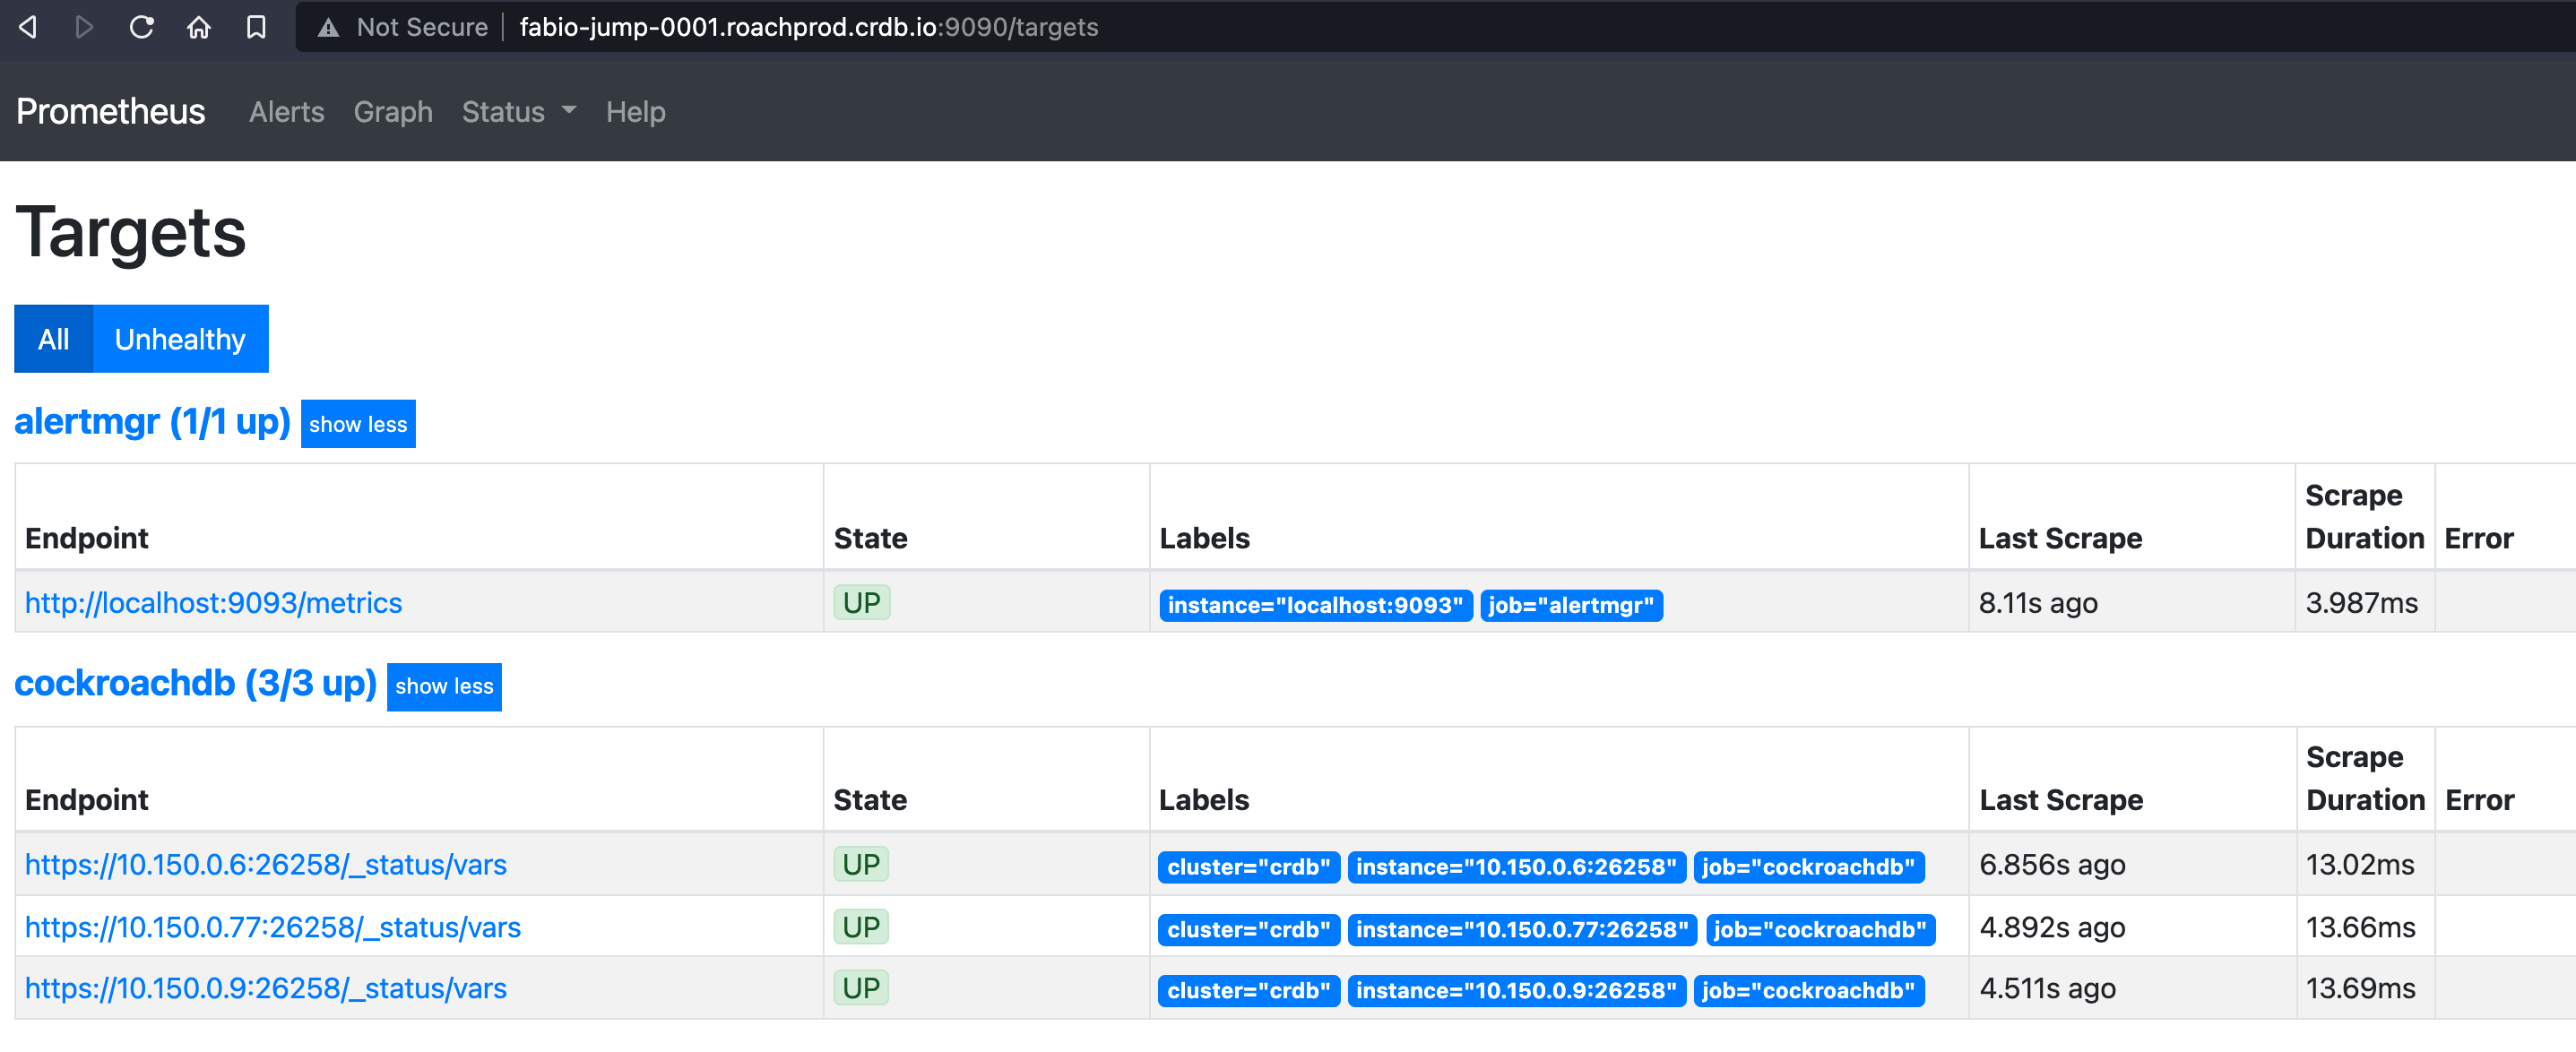 Not Secure fabio-jump-0001.roachprod.crdb.io:9090/targets
Prometheus Alerts Graph Status Help
Targets
All Unhealthy
alertmgr (1/1 up) show less
Endpoint State Labels Last Scrape Scrape Duration Error
http://localhost:9093/metrics UP instance="localhost:9093" job="alertmgr" 8.11s ago 3.987ms
cockroachdb (3/3 up) show less
Endpoint State Labels Last Scrape Scrape Duration Error
https://10.150.0.6:26258/_status/vars UP cluster="crdb" instance="10.150.0.6:26258" job="cockroachdb" 6.856s ago 13.02ms
https://10.150.0.77:26258/_status/vars UP cluster="crdb" instance="10.150.0.77:26258" job="cockroachdb" 4.892s ago 13.66ms
https://10.150.0.9:26258/_status/vars UP cluster="crdb" instance="10.150.0.9:26258" job="cockroachdb" 4.511s ago 13.69ms